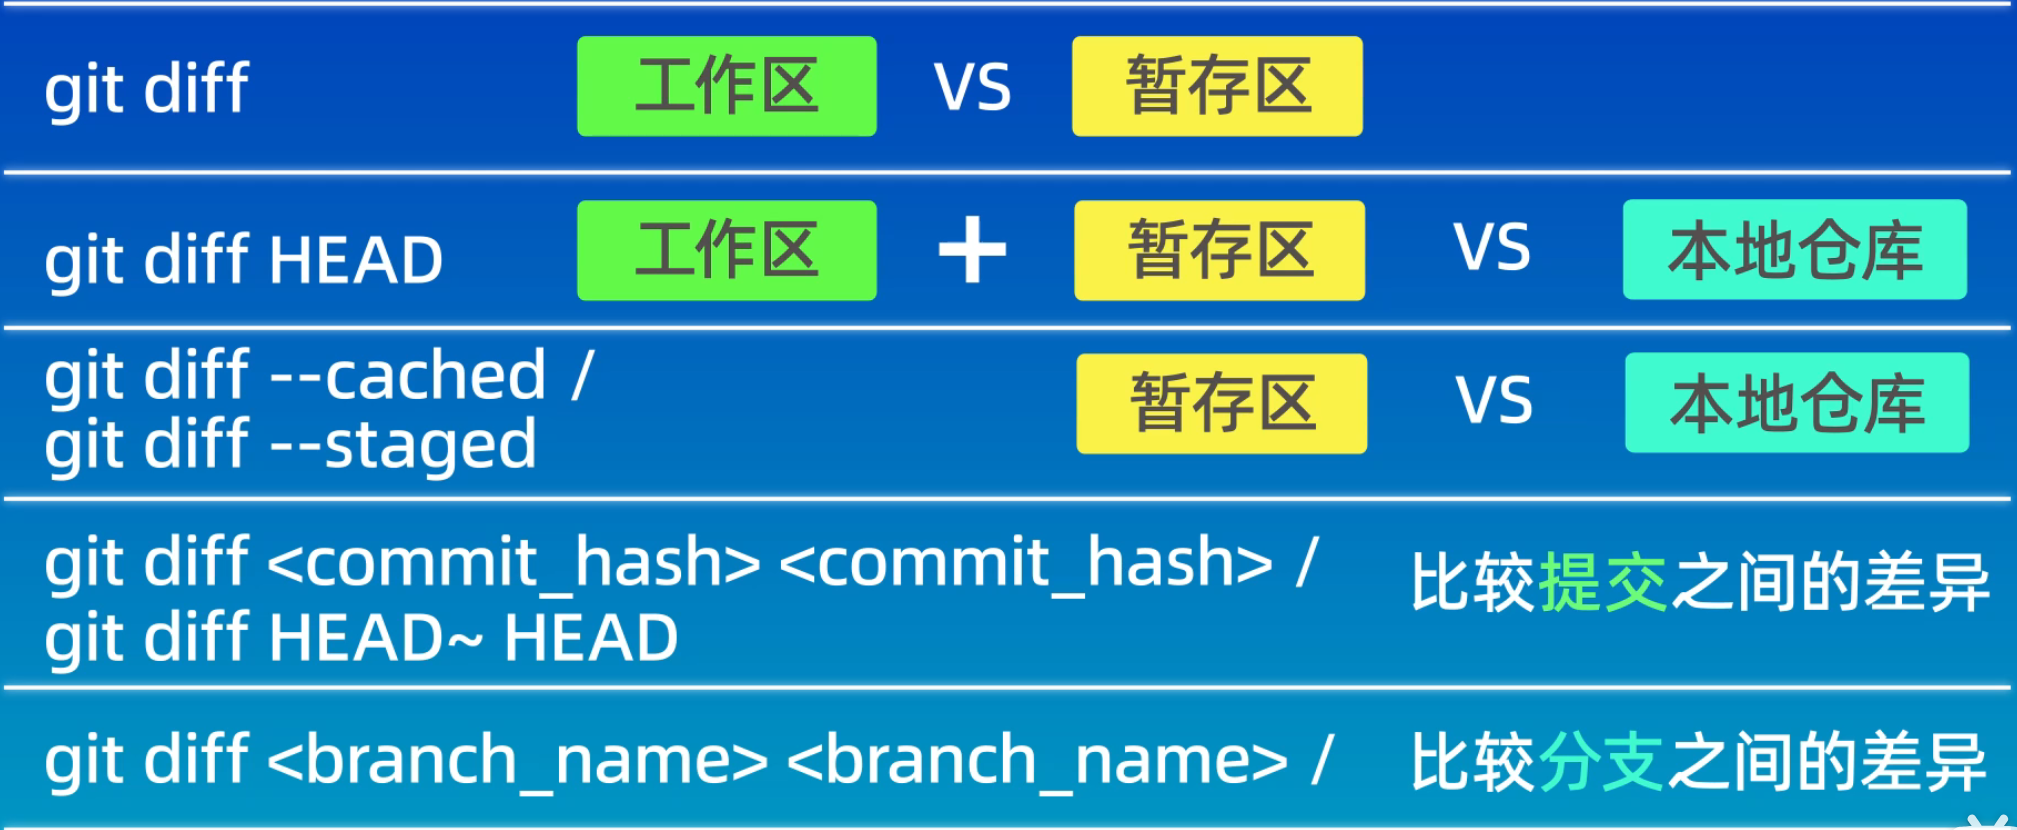 git diff 工作区 VS 暂存区
git diff HEAD 工作区 + 暂存区 VS 本地仓库
git diff --cached /
git diff --staged
暂存区 VS 本地仓库
git diff <commit_hash> <commit_hash> /
git diff HEAD~ HEAD
比较提交之间的差异
git diff <branch_name> <branch_name> /
比较分支之间的差异